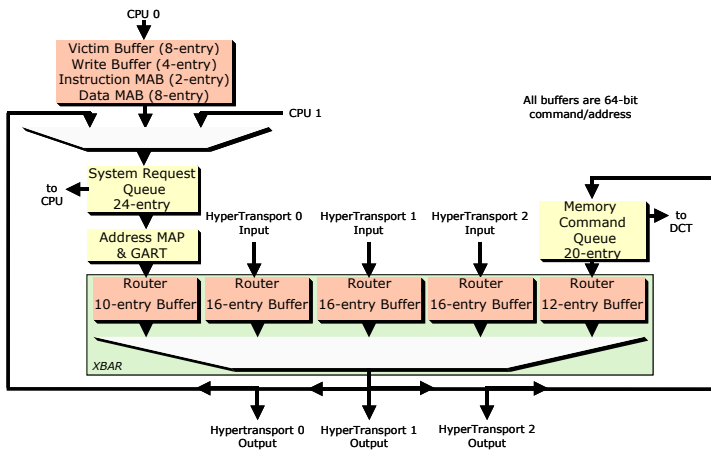 CPU 0
Victim Buffer (8-entry)
Write Buffer (4-entry)
Instruction MAB (2-entry)
Data MAB (8-entry)
CPU 1
All buffers are 64-bit
command/address
System Request
Queue
24-entry
to
CPU
Address MAP
& GART
HyperTransport 0
Input
HyperTransport 1
Input
HyperTransport 2
Input
Memory
Command
Queue
20-entry
to
DCT
Router
10-entry Buffer
Router
16-entry Buffer
Router
16-entry Buffer
Router
16-entry Buffer
Router
12-entry Buffer
XBAR
Hypertransport 0
Output
HyperTransport 1
Output
HyperTransport 2
Output